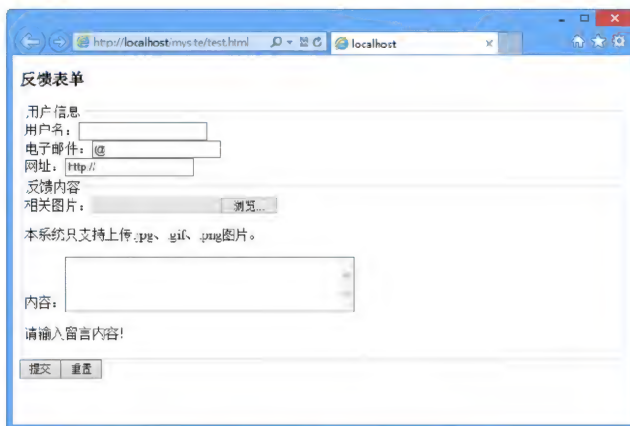 http://localhost/mysite/test.html
localhost
反馈表单
用户信息
用户名：
电子邮件：@
网址：http://
反馈内容
相关图片： 浏览...
本系统只支持上传.jpg、.gif、.png图片。
内容：
请输入留言内容!
提交 重置